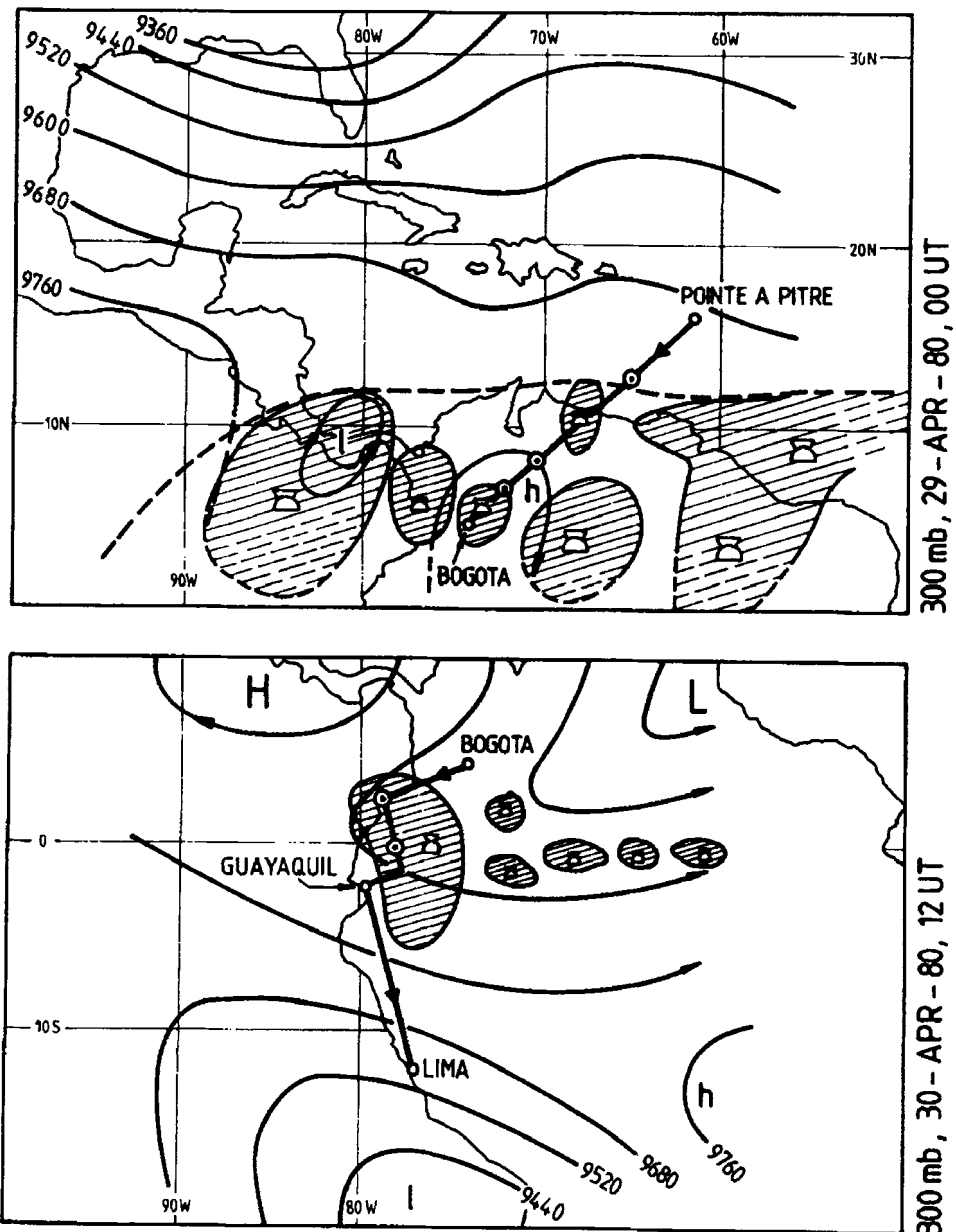 80W
70W
60W
9360
9440
9520
30N
9600
9680
20N
9760
POINTE A PITRE
10N
l
h
90W
BOGOTA
300 mb, 29-APR-80, 00 UT
H
L
BOGOTA
0
GUAYAQUIL
10S
LIMA
h
9760
9680
9520
9440
l
90W
80W
300 mb, 30-APR-80, 12 UT